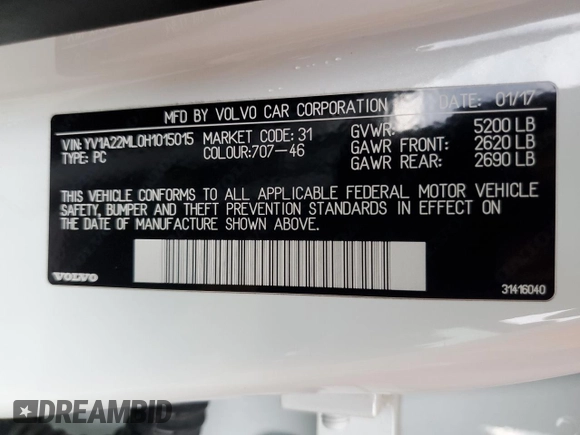 MFD BY VOLVO CAR CORPORATION DATE: 01/17
VIN: YV1A22ML0H1015015 MARKET CODE: 31 GVWR: 5200 LB
TYPE: PC COLOUR:707-46 GAWR FRONT: 2620 LB
GAWR REAR: 2690 LB
THIS VEHICLE CONFORMS TO ALL APPLICABLE FEDERAL MOTOR VEHICLE
SAFETY, BUMPER AND THEFT PREVENTION STANDARDS IN EFFECT ON
THE DATE OF MANUFACTURE SHOWN ABOVE.
VOLVO 31416040
DREAMBID